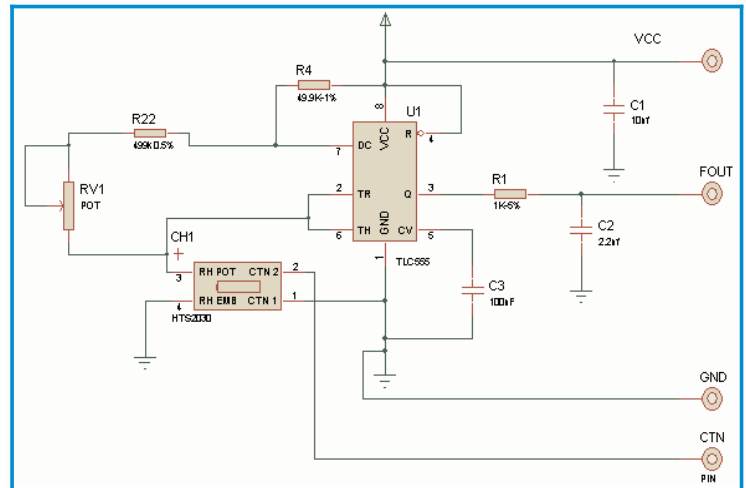 VCC
R4
49.9K-1%
8
U1
C1
10nf
R22
499K 0.5%
7
DC
VCC
R
4
RV1
POT
2
TR
Q
3
R1
1K-5%
FOUT
C2
2.2nf
6
TH
GND
CV
5
1
TLC555
CH1
+
3
RH POT
CTN 2
2
4
RH EMB
CTN 1
1
HTS2030
C3
100nF
GND
CTN
PIN